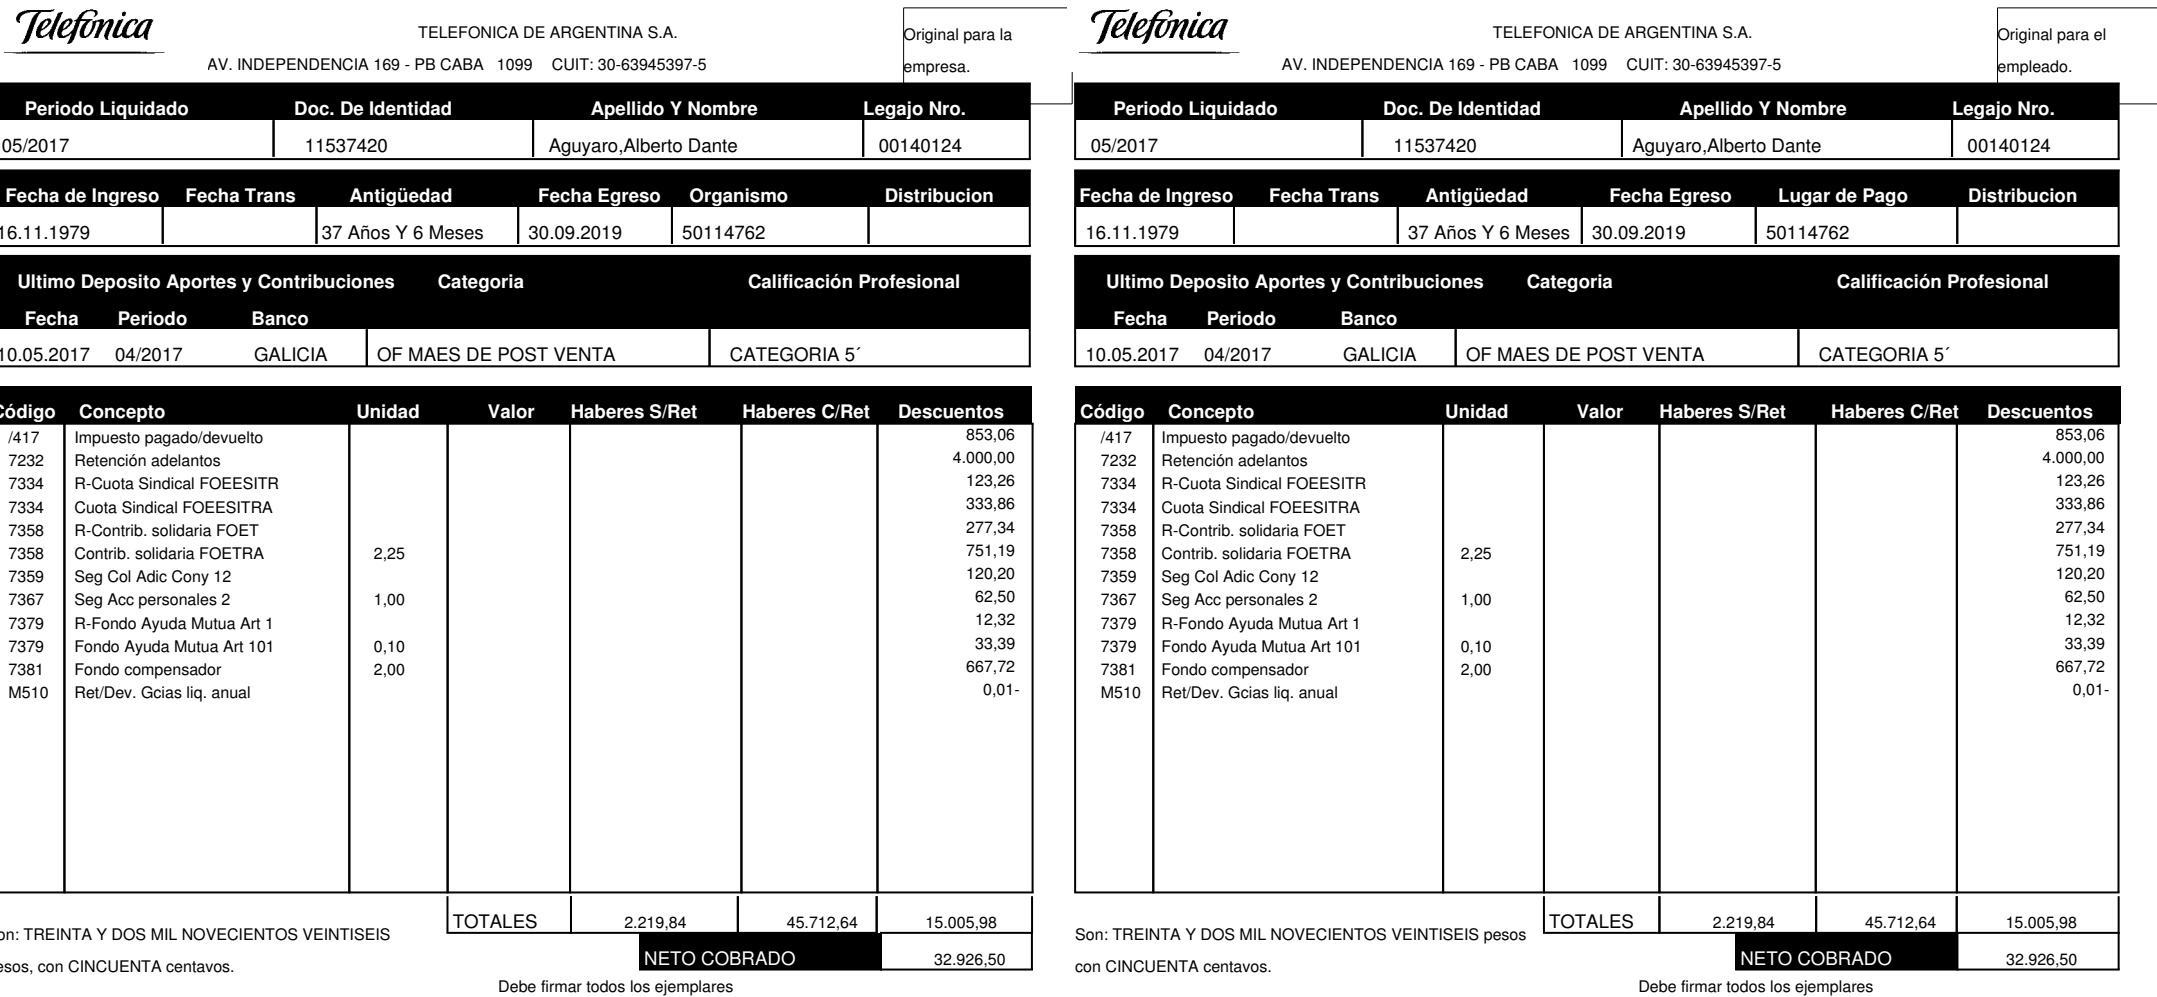 Telefónica
TELEFONICA DE ARGENTINA S.A.
Original para la
AV. INDEPENDENCIA 169 - PB CABA 1099 CUIT: 30-63945397-5
empresa.
Periodo Liquidado Doc. De Identidad Apellido Y Nombre Legajo Nro.
05/2017 11537420 Aguyaro,Alberto Dante 00140124
Fecha de Ingreso Fecha Trans Antigüedad Fecha Egreso Organismo Distribucion
16.11.1979 37 Años Y 6 Meses 30.09.2019 50114762
Ultimo Deposito Aportes y Contribuciones Categoria Calificación Profesional
Fecha Periodo Banco
10.05.2017 04/2017 GALICIA OF MAES DE POST VENTA CATEGORIA 5´
Código Concepto Unidad Valor Haberes S/Ret Haberes C/Ret Descuentos
/417 Impuesto pagado/devuelto 853,06
7232 Retención adelantos 4.000,00
7334 R-Cuota Sindical FOEESITR 123,26
7334 Cuota Sindical FOEESITRA 333,86
7358 R-Contrib. solidaria FOET 277,34
7358 Contrib. solidaria FOETRA 2,25 751,19
7359 Seg Col Adic Cony 12 120,20
7367 Seg Acc personales 2 1,00 62,50
7379 R-Fondo Ayuda Mutua Art 1 12,32
7379 Fondo Ayuda Mutua Art 101 0,10 33,39
7381 Fondo compensador 2,00 667,72
M510 Ret/Dev. Gcias liq. anual 0,01-
TOTALES 2.219,84 45.712,64 15.005,98
on: TREINTA Y DOS MIL NOVECIENTOS VEINTISEIS
NETO COBRADO 32.926,50
esos, con CINCUENTA centavos.
Debe firmar todos los ejemplares
Telefónica
TELEFONICA DE ARGENTINA S.A.
Original para el
AV. INDEPENDENCIA 169 - PB CABA 1099 CUIT: 30-63945397-5
empleado.
Periodo Liquidado Doc. De Identidad Apellido Y Nombre Legajo Nro.
05/2017 11537420 Aguyaro,Alberto Dante 00140124
Fecha de Ingreso Fecha Trans Antigüedad Fecha Egreso Lugar de Pago Distribucion
16.11.1979 37 Años Y 6 Meses 30.09.2019 50114762
Ultimo Deposito Aportes y Contribuciones Categoria Calificación Profesional
Fecha Periodo Banco
10.05.2017 04/2017 GALICIA OF MAES DE POST VENTA CATEGORIA 5´
Código Concepto Unidad Valor Haberes S/Ret Haberes C/Ret Descuentos
/417 Impuesto pagado/devuelto 853,06
7232 Retención adelantos 4.000,00
7334 R-Cuota Sindical FOEESITR 123,26
7334 Cuota Sindical FOEESITRA 333,86
7358 R-Contrib. solidaria FOET 277,34
7358 Contrib. solidaria FOETRA 2,25 751,19
7359 Seg Col Adic Cony 12 120,20
7367 Seg Acc personales 2 1,00 62,50
7379 R-Fondo Ayuda Mutua Art 1 12,32
7379 Fondo Ayuda Mutua Art 101 0,10 33,39
7381 Fondo compensador 2,00 667,72
M510 Ret/Dev. Gcias liq. anual 0,01-
TOTALES 2.219,84 45.712,64 15.005,98
Son: TREINTA Y DOS MIL NOVECIENTOS VEINTISEIS pesos
NETO COBRADO 32.926,50
con CINCUENTA centavos.
Debe firmar todos los ejemplares